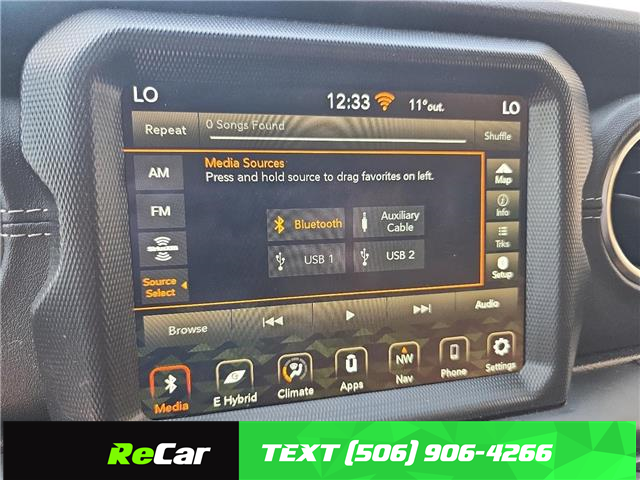 LO 12:33 11° out. LO
Repeat 0 Songs Found Shuffle
Media Sources
Press and hold source to drag favorites on left.
AM
FM
SiriusXM
Source
Select
Bluetooth
Auxiliary
Cable
USB 1
USB 2
Map
Info
Trks
Setup
Browse Audio
Media E Hybrid Climate Apps NW Nav Phone Settings
ReCar TEXT (506) 906-4266